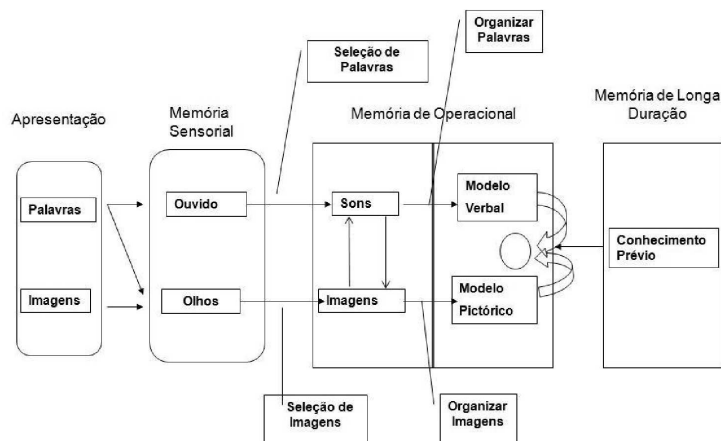 Organizar
Palavras
Seleção de
Palavras
Apresentação
Memória
Sensorial
Memória de Operacional
Memória de Longa
Duração
Palavras
Ouvido
Sons
Modelo
Verbal
Conhecimento
Prévio
Imagens
Olhos
Imagens
Modelo
Pictórico
Seleção de
Imagens
Organizar
Imagens